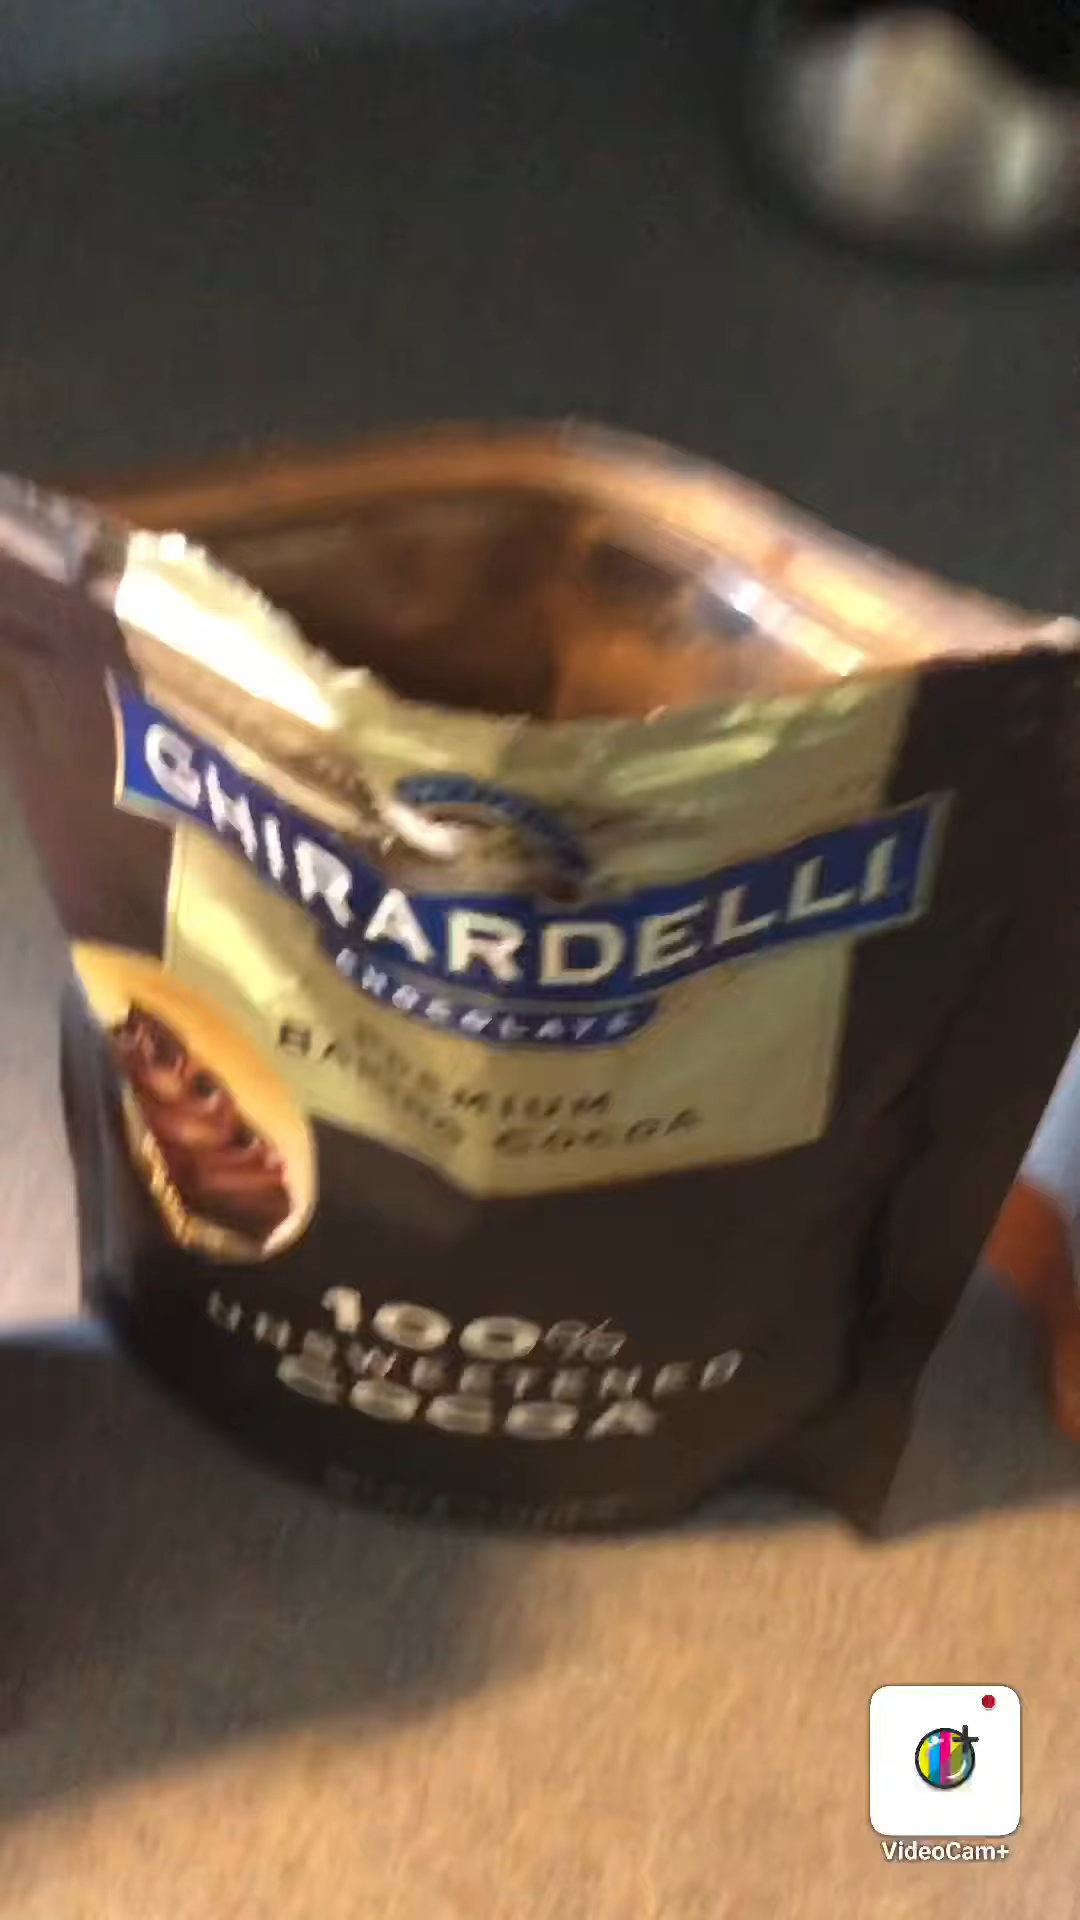 GHIRARDELLI
CHOCOLATE
PREMIUM
BAKING COCOA
100%
UNSWEETENED
COCOA
VideoCam+